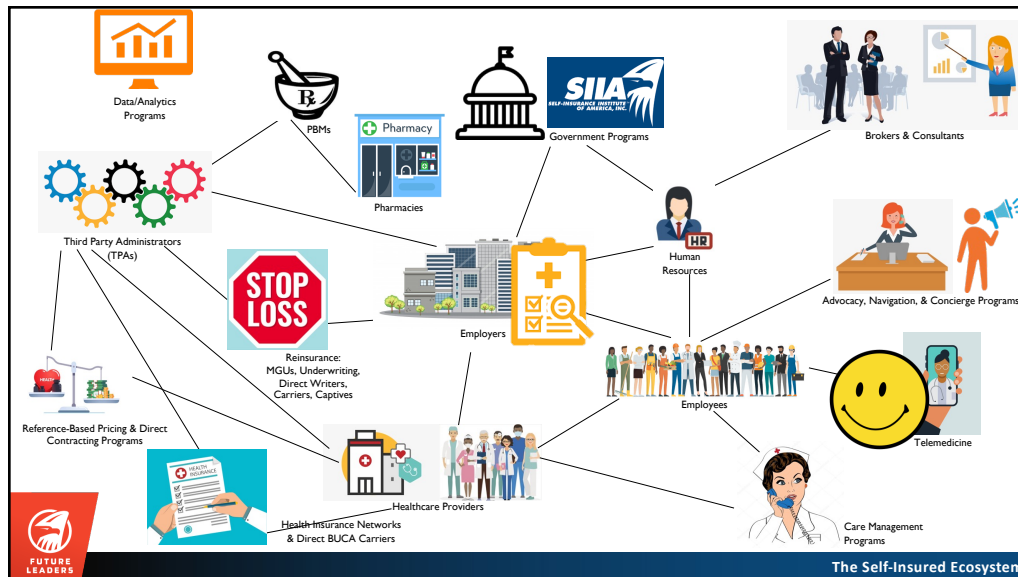 Data/Analytics
Programs
Rx
PBMs
Pharmacy
Pharmacies
SIIA
SELF-INSURANCE INSTITUTE
OF AMERICA, INC.
Government Programs
Brokers & Consultants
Third Party Administrators
(TPAs)
HR
Human
Resources
Advocacy, Navigation, & Concierge Programs
STOP
LOSS
Reinsurance:
MGUs, Underwriting,
Direct Writers,
Carriers, Captives
Employers
Employees
Telemedicine
HEALTH
Reference-Based Pricing & Direct
Contracting Programs
HEALTH
INSURANCE
Healthcare Providers
Health Insurance Networks
& Direct BUCA Carriers
Care Management
Programs
FUTURE
LEADERS
The Self-Insured Ecosystem